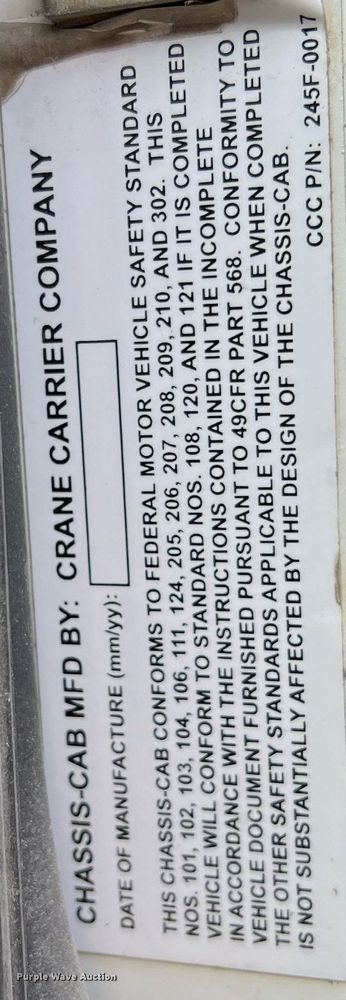 CHASSIS-CAB MFD BY: CRANE CARRIER COMPANY
DATE OF MANUFACTURE (mm/yy):
THIS CHASSIS-CAB CONFORMS TO FEDERAL MOTOR VEHICLE SAFETY STANDARD
NOS. 101, 102, 103, 104, 106, 111, 124, 205, 206, 207, 208, 209, 210, AND 302. THIS
VEHICLE WILL CONFORM TO STANDARD NOS. 108, 120, AND 121 IF IT IS COMPLETED
IN ACCORDANCE WITH THE INSTRUCTIONS CONTAINED IN THE INCOMPLETE
VEHICLE DOCUMENT FURNISHED PURSUANT TO 49CFR PART 568. CONFORMITY TO
THE OTHER SAFETY STANDARDS APPLICABLE TO THIS VEHICLE WHEN COMPLETED
IS NOT SUBSTANTIALLY AFFECTED BY THE DESIGN OF THE CHASSIS-CAB.
CCC P/N: 245F-0017
Purple Wave Auction